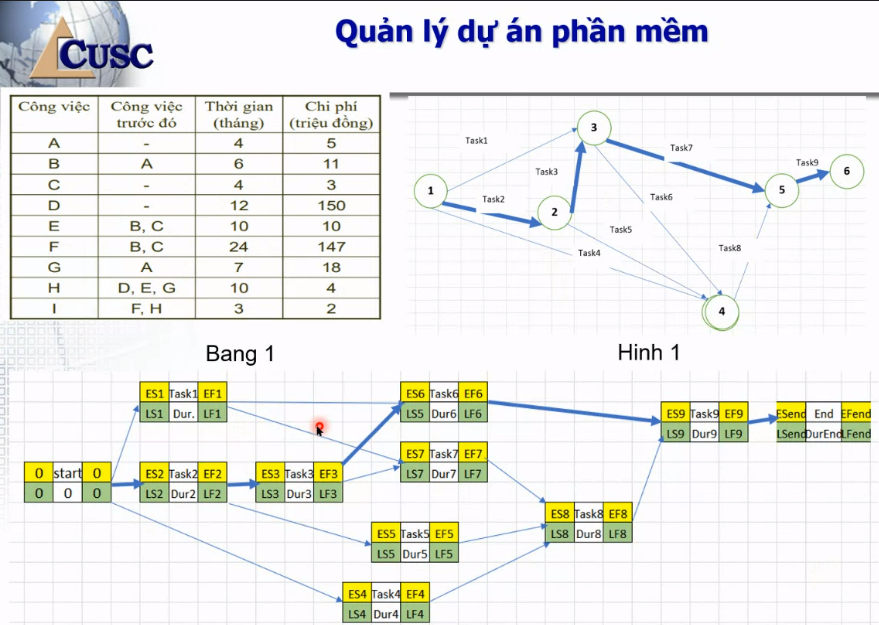 Quản lý dự án phần mềm
CUSC
Công việc Công việc trước đó Thời gian (tháng) Chi phí (triệu đồng)
A - 4 5
B A 6 11
C - 4 3
D - 12 150
E B, C 10 10
F B, C 24 147
G A 7 18
H D, E, G 10 4
I F, H 3 2
Bang 1
Task1
3
Task7
Task9
6
Task3
1
Task2
5
Task6
2
Task5
Task4
Task8
4
Hinh 1
ES1 Task1 EF1
LS1 Dur. LF1
ES6 Task6 EF6
LS5 Dur6 LF6
ES9 Task9 EF9
LS9 Dur9 LF9
ESend End EFend
LSend DurEnd LFend
0 start 0
0 0 0
ES2 Task2 EF2
LS2 Dur2 LF2
ES3 Task3 EF3
LS3 Dur3 LF3
ES7 Task7 EF7
LS7 Dur7 LF7
ES8 Task8 EF8
LS8 Dur8 LF8
ES5 Task5 EF5
LS5 Dur5 LF5
ES4 Task4 EF4
LS4 Dur4 LF4